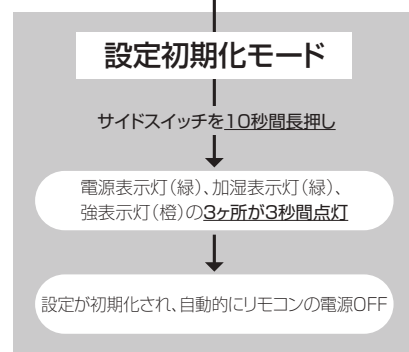 設定初期化モード
サイドスイッチを10秒間長押し
電源表示灯（緑）、加湿表示灯（緑）、
強表示灯（橙）の3ヶ所が3秒間点灯
設定が初期化され、自動的にリモコンの電源OFF